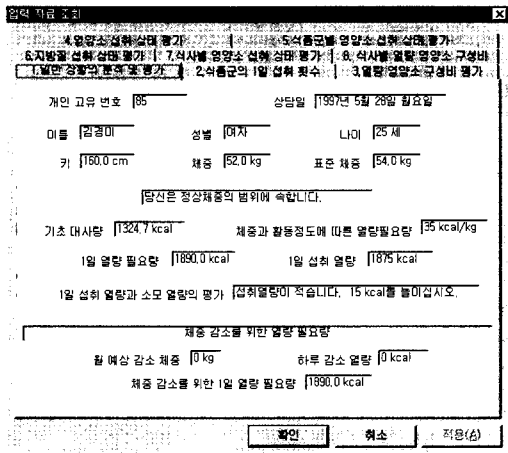 입력 자료 조회
4.영양소 섭취 상태 평가 5.식품군별 영양소 섭취 상태 평가
6.지방질 섭취 상태 평가 7.식사별 영양소 섭취 상태 평가 8. 식사별 열량 영양소 구성비
1.일반 상황의 분석 및 평가 2.식품군의 1일 섭취 횟수 3.열량 영양소 구성비 평가
개인 고유 번호 85 상담일 1997년 5월 28일 월요일
이름 김경미 성별 여자 나이 25 세
키 160,0 cm 체중 52,0 kg 표준 체중 54,0 kg
당신은 정상체중의 범위에 속합니다.
기초 대사량 1324,7 kcal 체중과 활동정도에 따른 열량필요량 35 kcal/kg
1일 열량 필요량 1890,0 kcal 1일 섭취 열량 1875 kcal
1일 섭취 열량과 소모 열량의 평가 섭취열량이 적습니다. 15 kcal를 늘이십시오.
체중 감소를 위한 열량 필요량
월 예상 감소 체중 0 kg 하루 감소 열량 0 kcal
체중 감소를 위한 1일 열량 필요량 1890,0 kcal
확인 취소 적용(A)